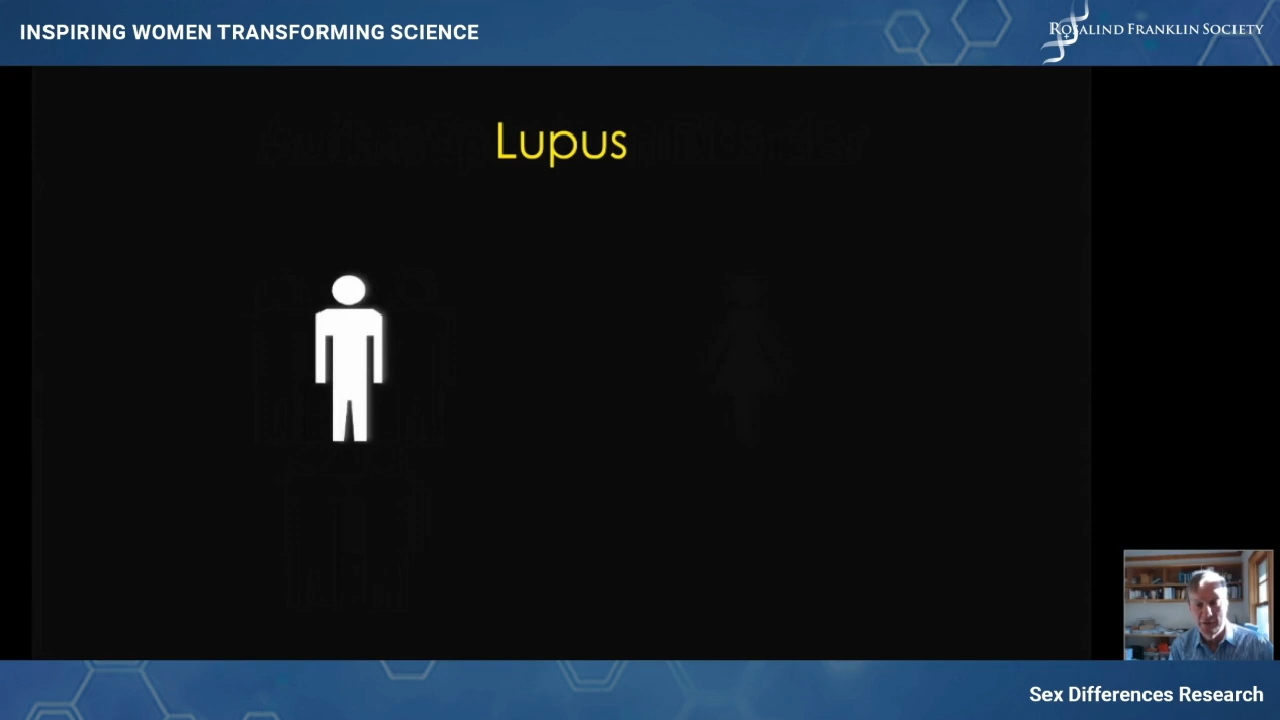 INSPIRING WOMEN TRANSFORMING SCIENCE
ROSALIND FRANKLIN SOCIETY
Lupus
Sex Differences Research